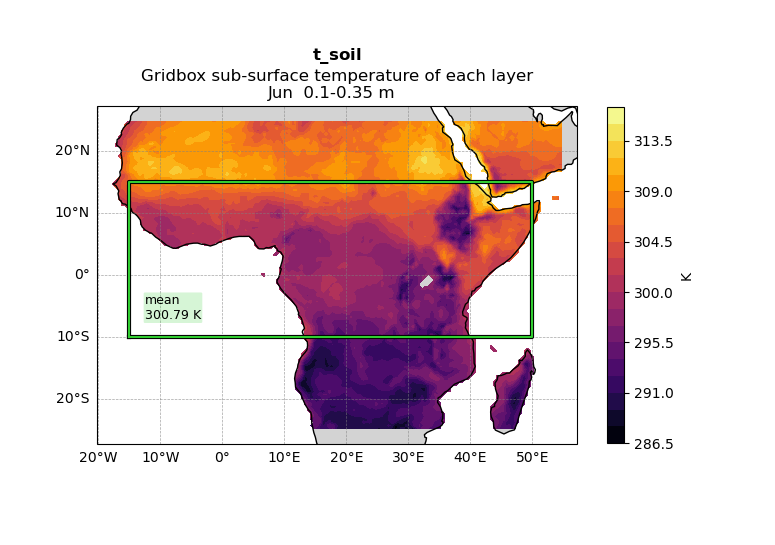 t_soil
Gridbox sub-surface temperature of each layer
Jun  0.1-0.35 m
20°N
10°N
0°
10°S
20°S
mean
300.79 K
20°W 10°W 0° 10°E 20°E 30°E 40°E 50°E
313.5
309.0
304.5
300.0
295.5
291.0
286.5
K